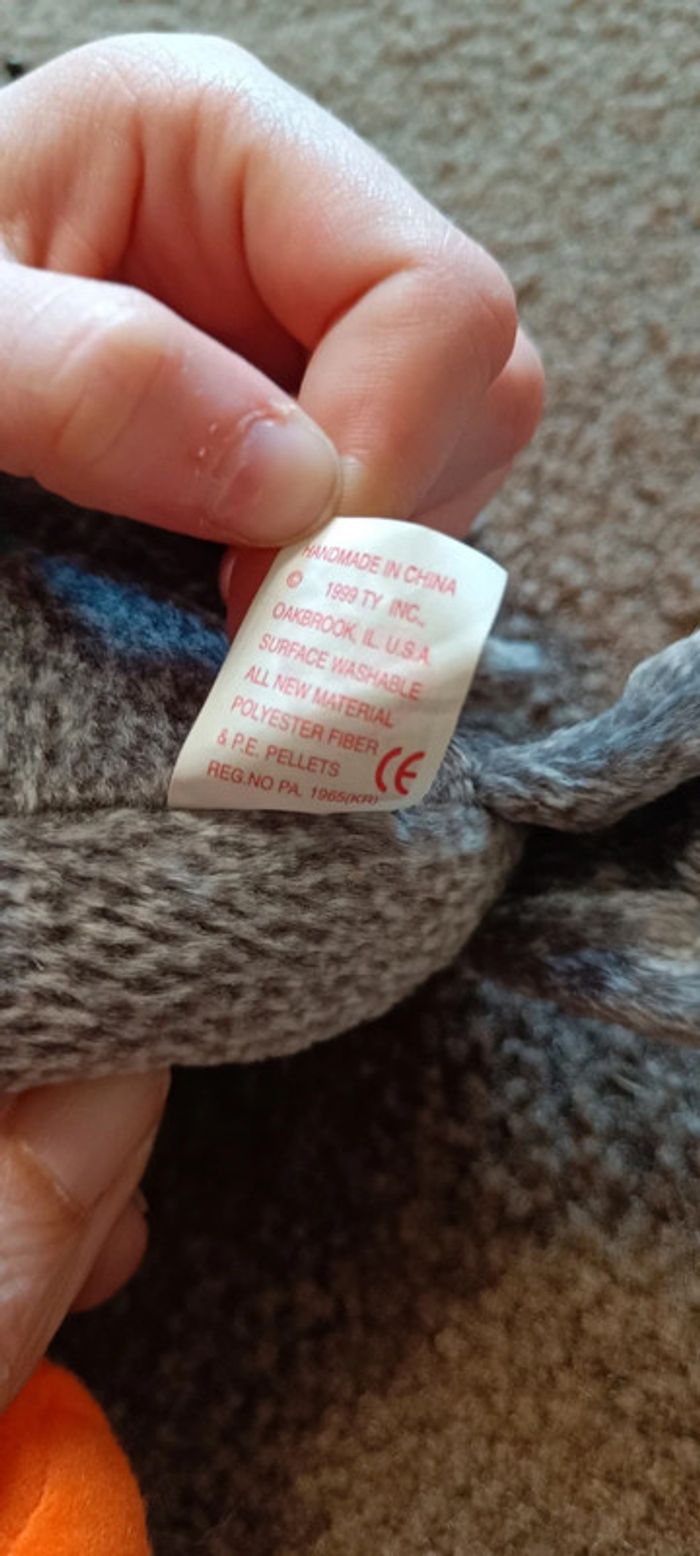 HANDMADE IN CHINA
© 1999 TY INC.,
OAKBROOK, IL. U.S.A.
SURFACE WASHABLE
ALL NEW MATERIAL
POLYESTER FIBER
& P.E. PELLETS
CE
REG.NO PA. 1965(KR)